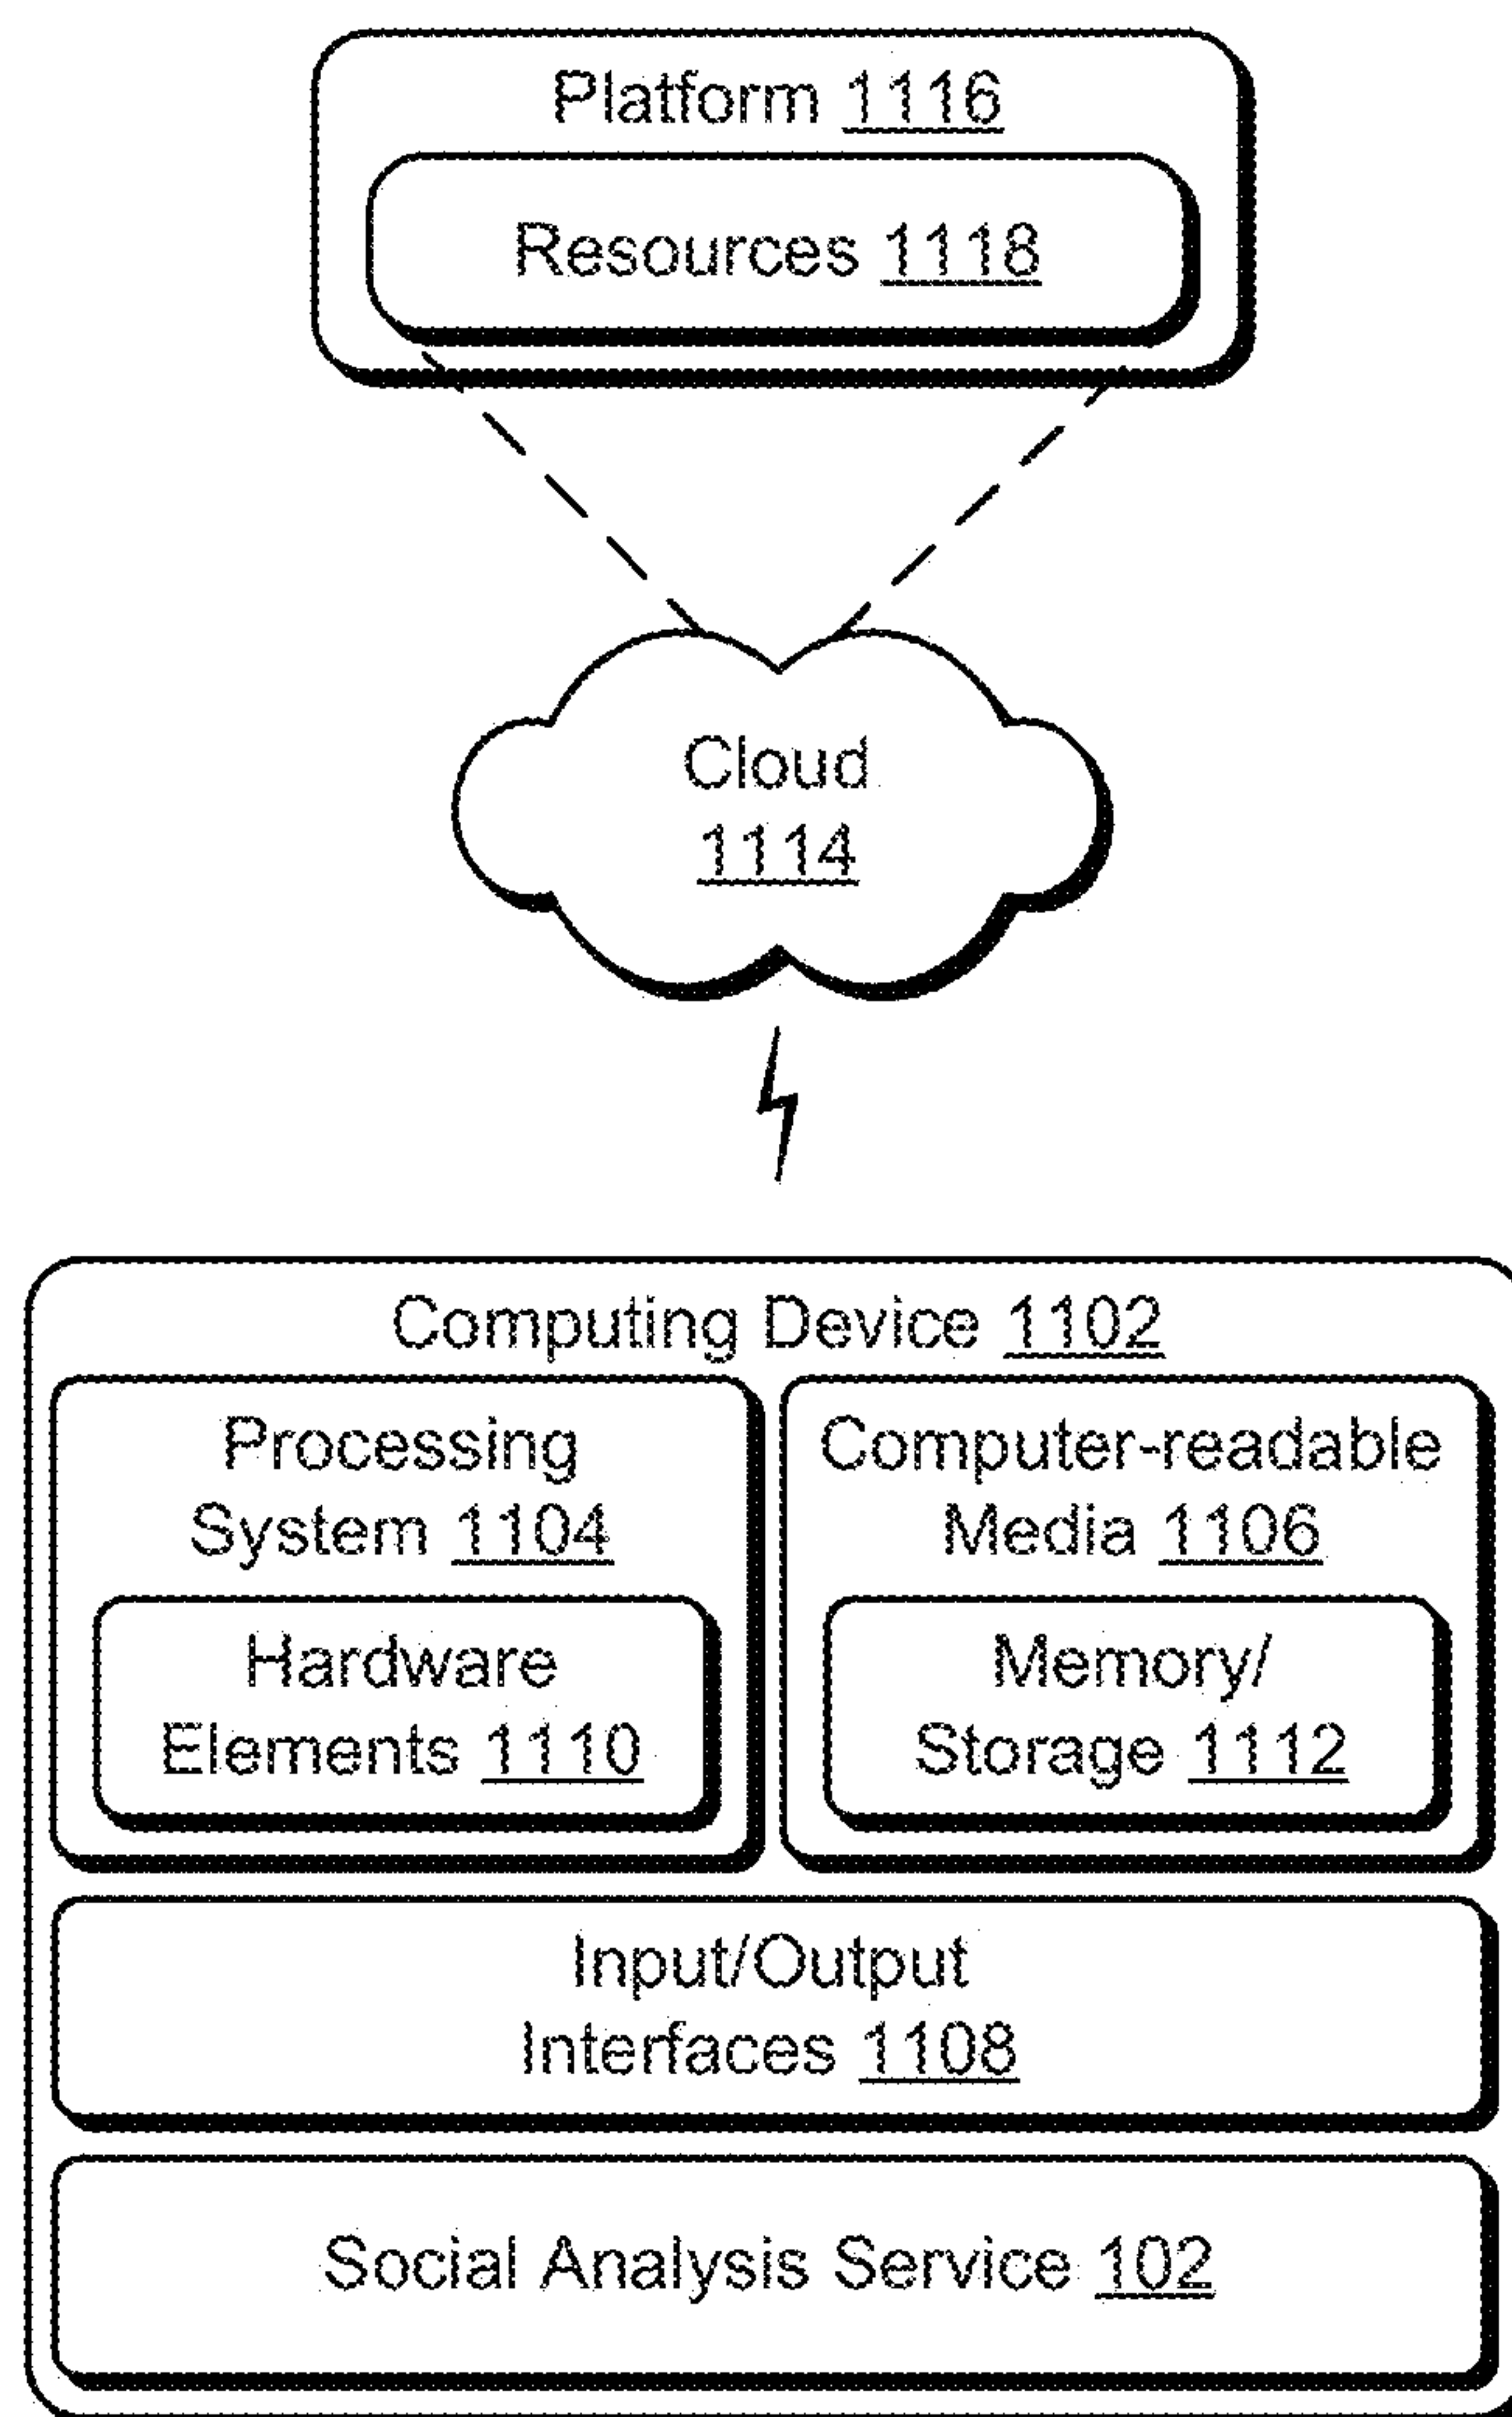 Platform 1116
Resources 1118
Cloud
1114
Computing Device 1102
Processing
System 1104
Hardware
Elements 1110
Computer-readable
Media 1106
Memory/
Storage 1112
Input/Output
Interfaces 1108
Social Analysis Service 102